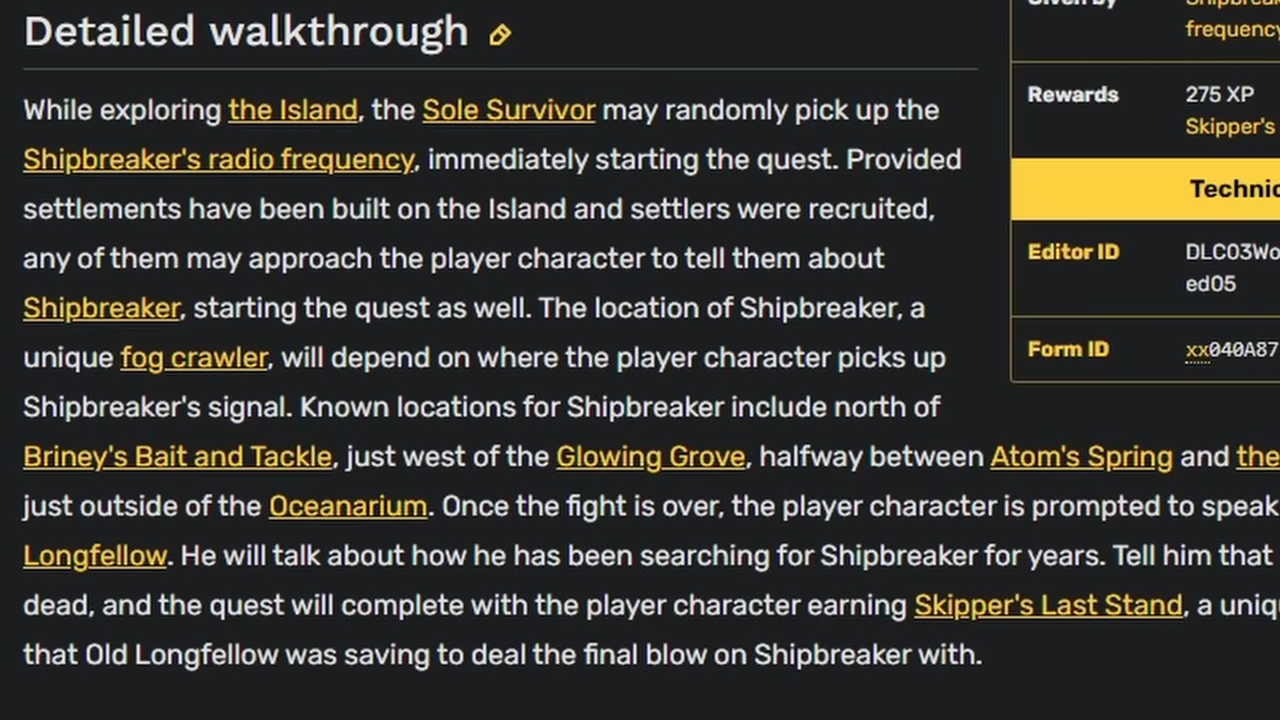 Detailed walkthrough
While exploring the Island, the Sole Survivor may randomly pick up the
Shipbreaker's radio frequency, immediately starting the quest. Provided
settlements have been built on the Island and settlers were recruited,
any of them may approach the player character to tell them about
Shipbreaker, starting the quest as well. The location of Shipbreaker, a
unique fog crawler, will depend on where the player character picks up
Shipbreaker's signal. Known locations for Shipbreaker include north of
Briney's Bait and Tackle, just west of the Glowing Grove, halfway between Atom's Spring and the
just outside of the Oceanarium. Once the fight is over, the player character is prompted to speak
Longfellow. He will talk about how he has been searching for Shipbreaker for years. Tell him that
dead, and the quest will complete with the player character earning Skipper's Last Stand, a uniq
that Old Longfellow was saving to deal the final blow on Shipbreaker with.
frequency
Rewards
275 XP
Skipper's
Technic
Editor ID
DLC03Wo
ed05
Form ID
xx040A87